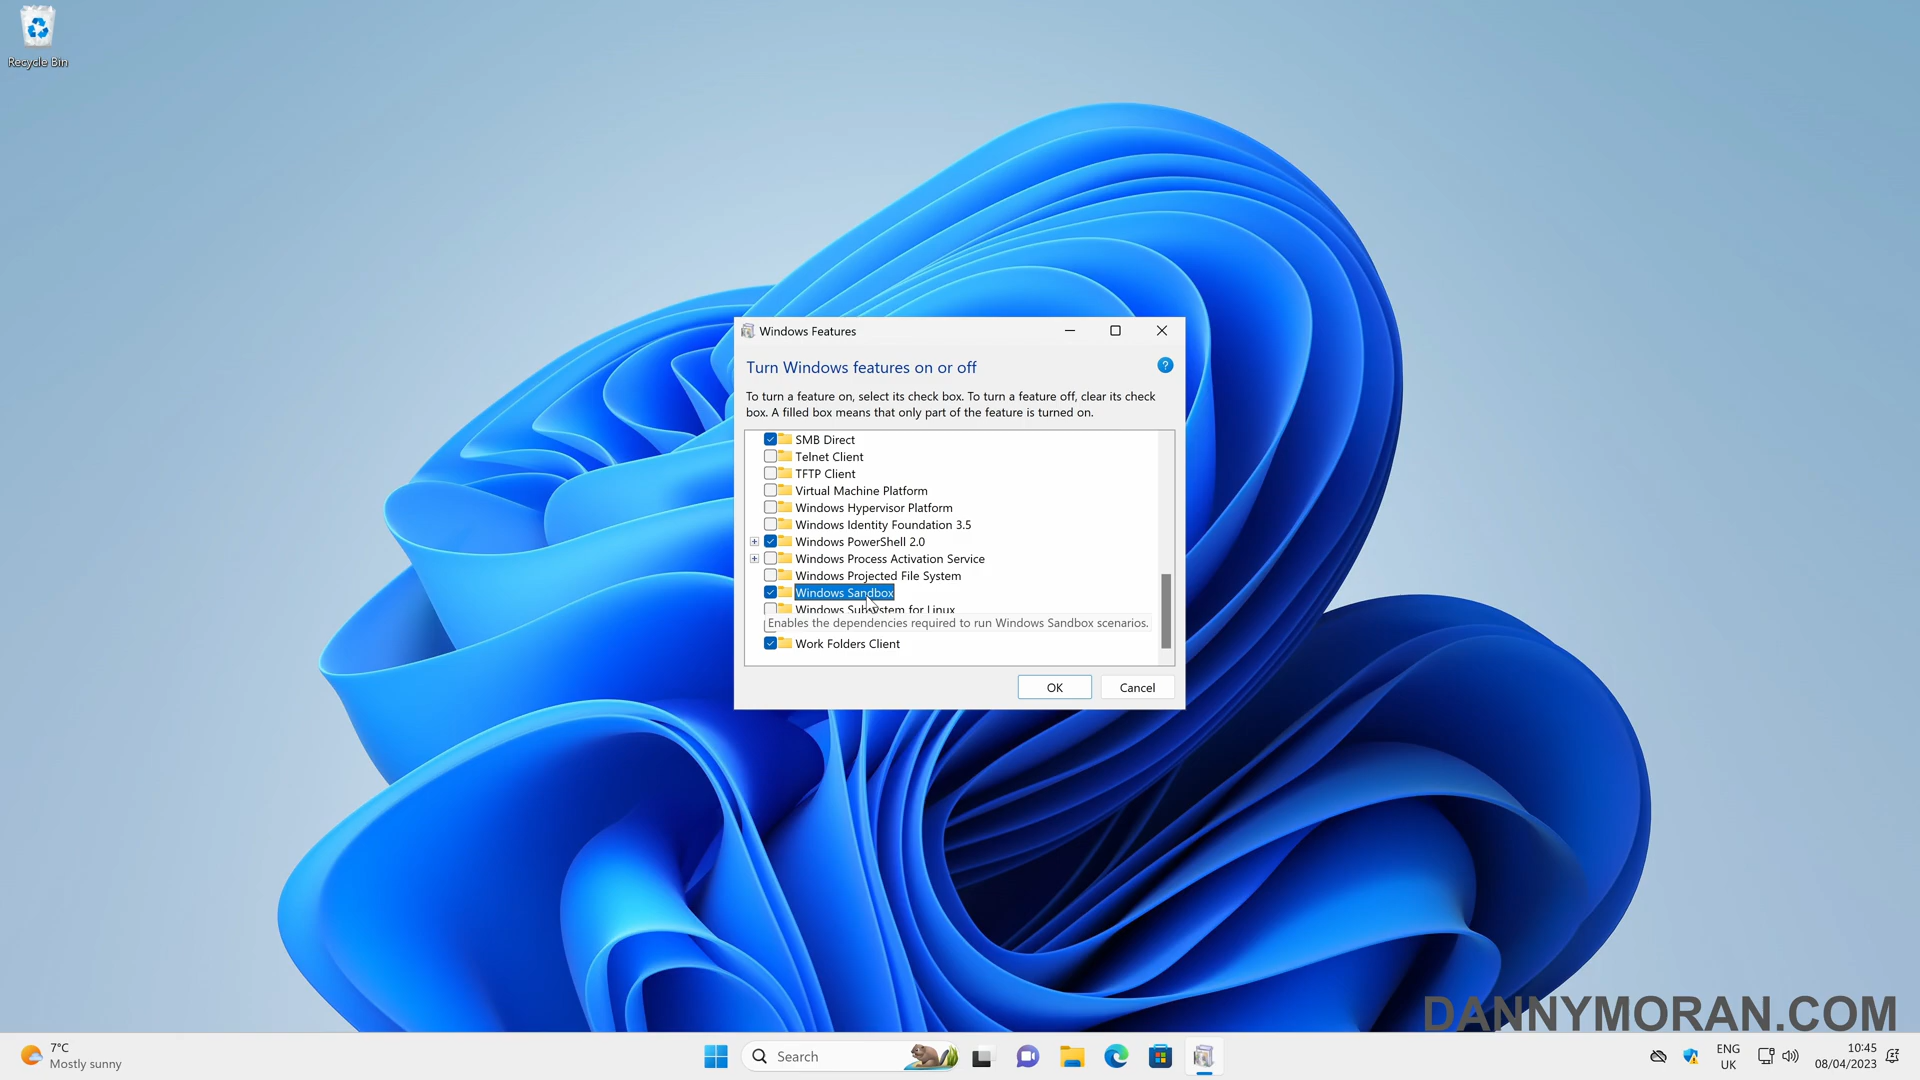 Recycle Bin
Windows Features
Turn Windows features on or off
To turn a feature on, select its check box. To turn a feature off, clear its check
box. A filled box means that only part of the feature is turned on.
SMB Direct
Telnet Client
TFTP Client
Virtual Machine Platform
Windows Hypervisor Platform
Windows Identity Foundation 3.5
Windows PowerShell 2.0
Windows Process Activation Service
Windows Projected File System
Windows Sandbox
Windows Subsystem for Linux
Enables the dependencies required to run Windows Sandbox scenarios.
Work Folders Client
OK
Cancel
DANNYMORAN.COM
7°C
Mostly sunny
Search
ENG
UK
10:45
08/04/2023